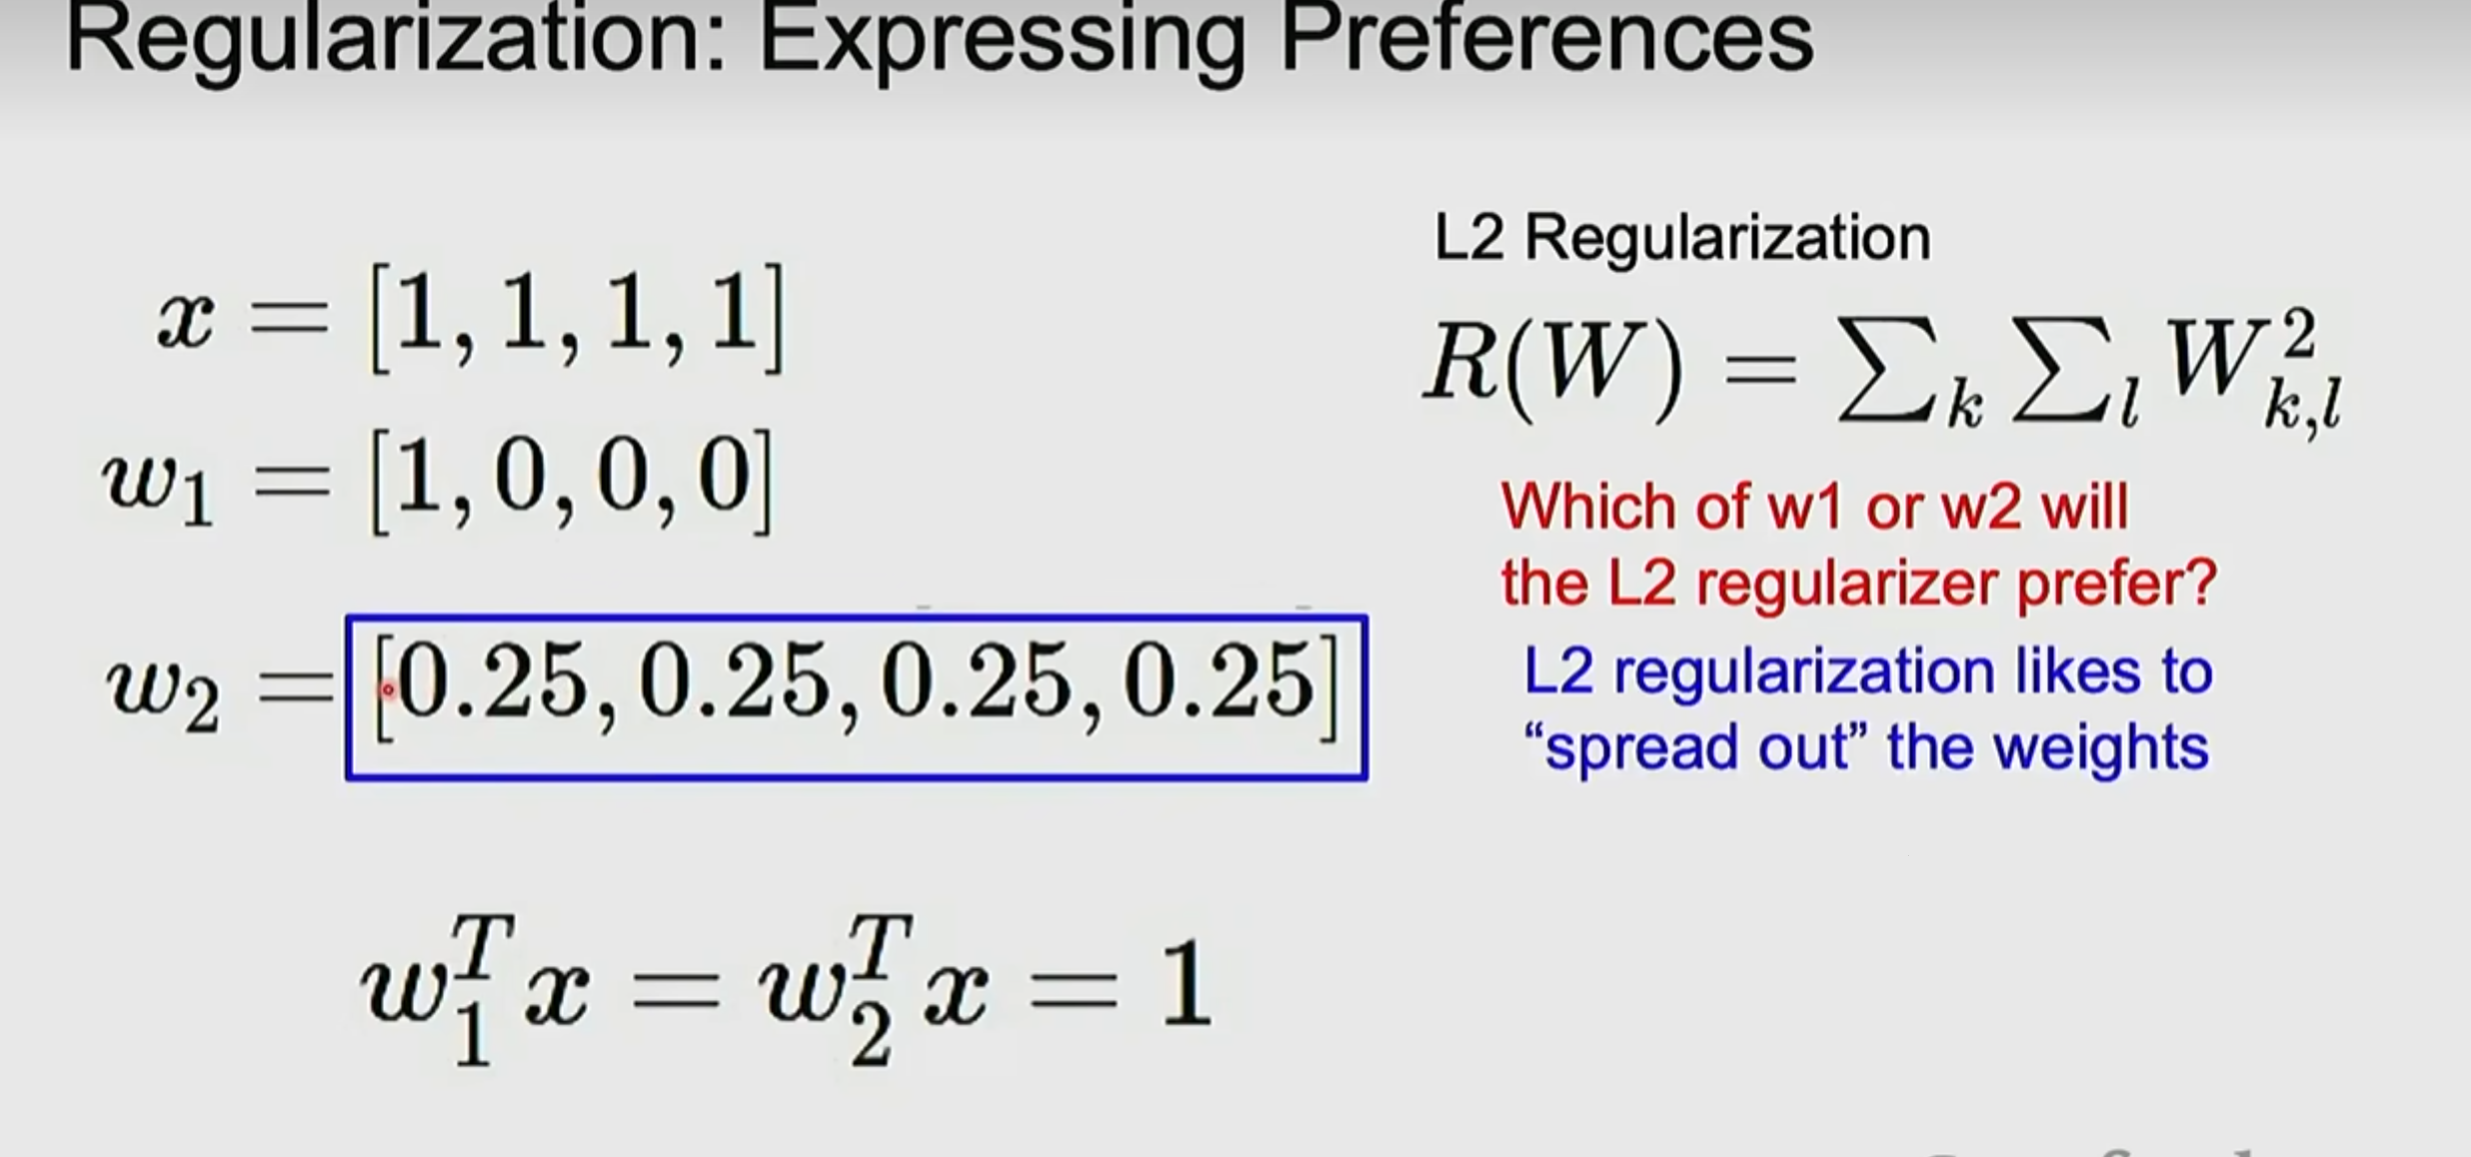 Regularization: Expressing Preferences
x = [1, 1, 1, 1]
w₁ = [1, 0, 0, 0]
w₂ = [0.25, 0.25, 0.25, 0.25]
w₁ᵀx = w₂ᵀx = 1
L2 Regularization
R(W) = ∑ₖ ∑ₗ W²ₖ,ₗ
Which of w1 or w2 will
the L2 regularizer prefer?
L2 regularization likes to
“spread out” the weights